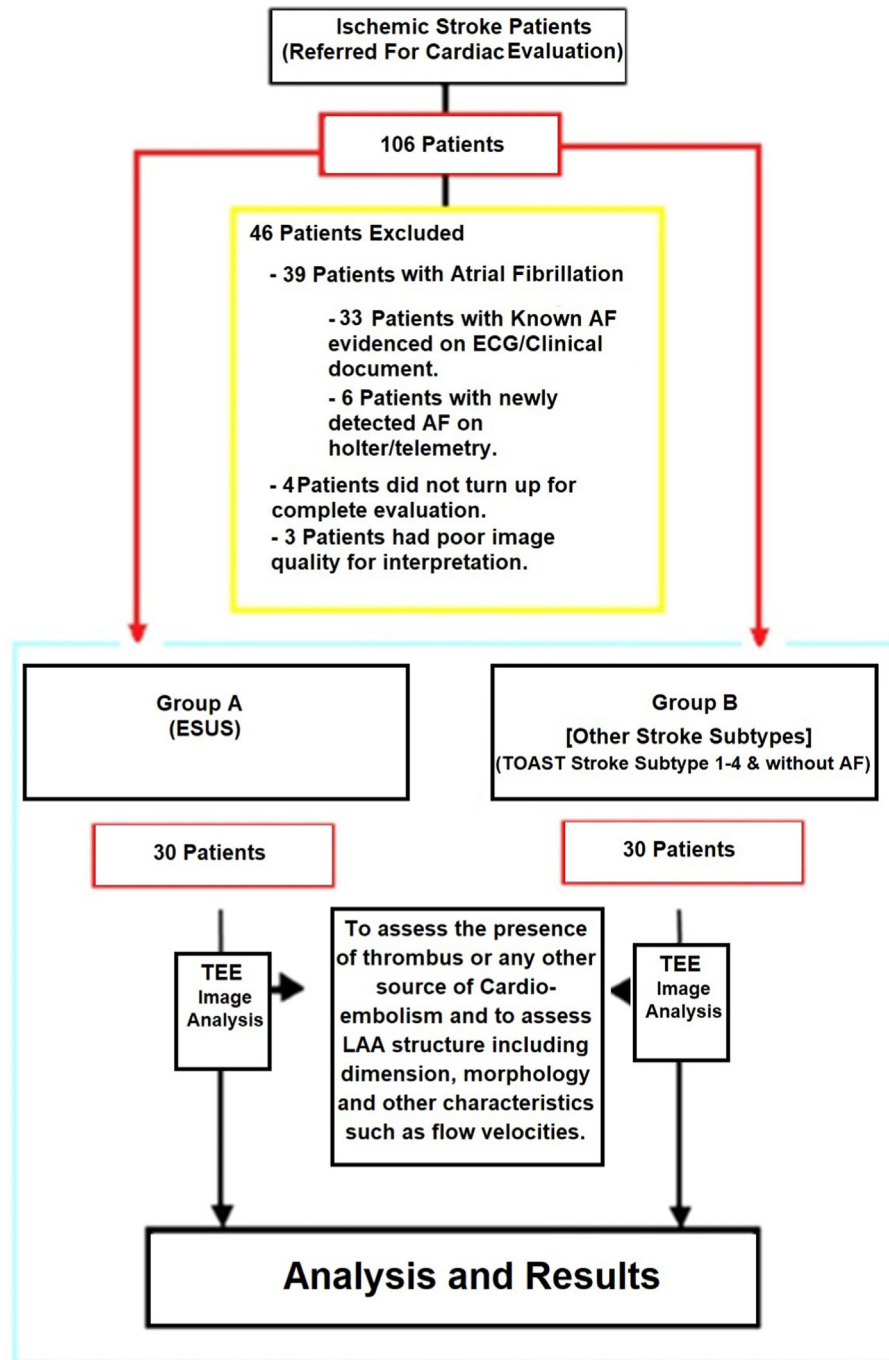 Ischemic Stroke Patients
(Referred For Cardiac Evaluation)
106 Patients
46 Patients Excluded
- 39 Patients with Atrial Fibrillation
- 33 Patients with Known AF
evidenced on ECG/Clinical
document.
- 6 Patients with newly
detected AF on
holter/telemetry.
- 4 Patients did not turn up for
complete evaluation.
- 3 Patients had poor image
quality for interpretation.
Group A
(ESUS)
Group B
[Other Stroke Subtypes]
(TOAST Stroke Subtype 1-4 & without AF)
30 Patients
30 Patients
TEE
Image
Analysis
To assess the presence
of thrombus or any other
source of Cardio-
embolism and to assess
LAA structure including
dimension, morphology
and other characteristics
such as flow velocities.
TEE
Image
Analysis
Analysis and Results